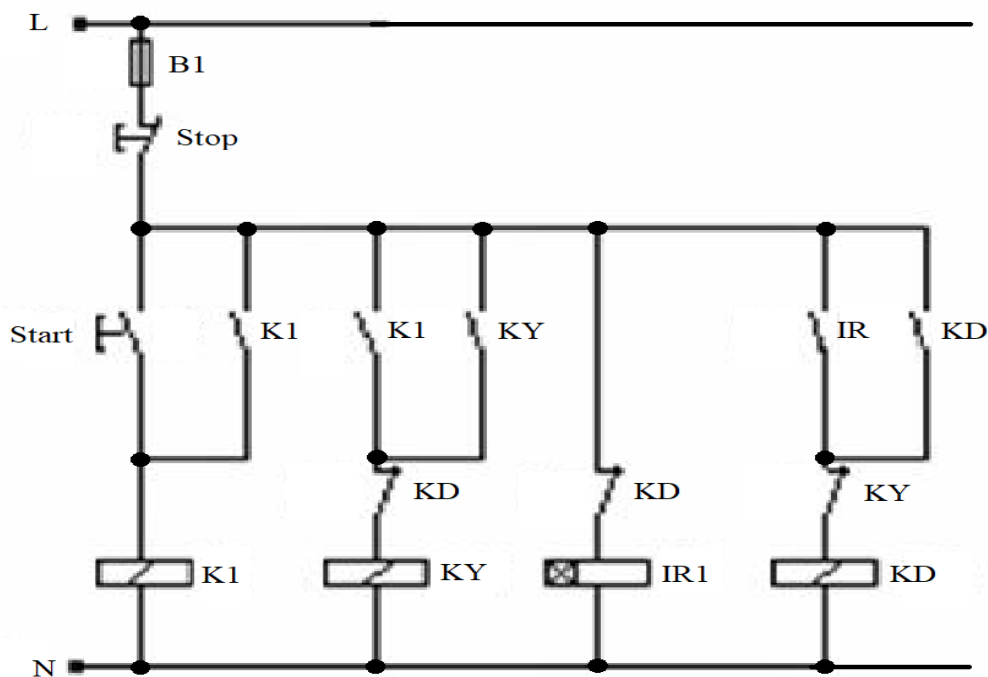 L
B1
Stop
Start K1 K1 KY IR KD
KD KD KY
K1 KY IR1 KD
N